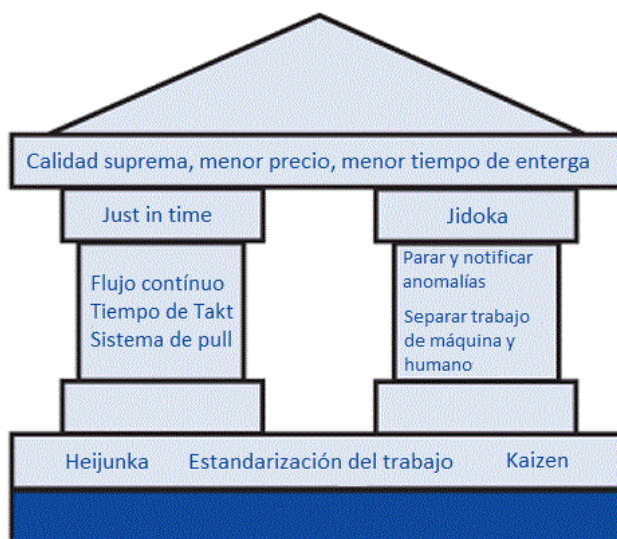 Calidad suprema, menor precio, menor tiempo de enterga
Just in time
Jidoka
Flujo contínuo
Tiempo de Takt
Sistema de pull
Parar y notificar
anomalías
Separar trabajo
de máquina y
humano
Heijunka Estandarización del trabajo Kaizen